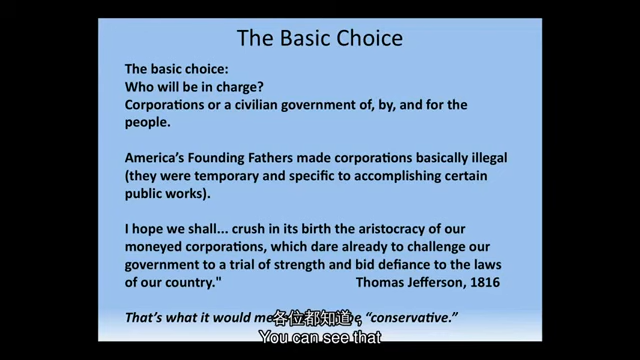 The Basic Choice
The basic choice:
Who will be in charge?
Corporations or a civilian government of, by, and for the
people.
America's Founding Fathers made corporations basically illegal
(they were temporary and specific to accomplishing certain
public works).
I hope we shall... crush in its birth the aristocracy of our
moneyed corporations, which dare already to challenge our
government to a trial of strength and bid defiance to the laws
of our country." Thomas Jefferson, 1816
That's what it would "conservative."
各位都知道，
You can see that